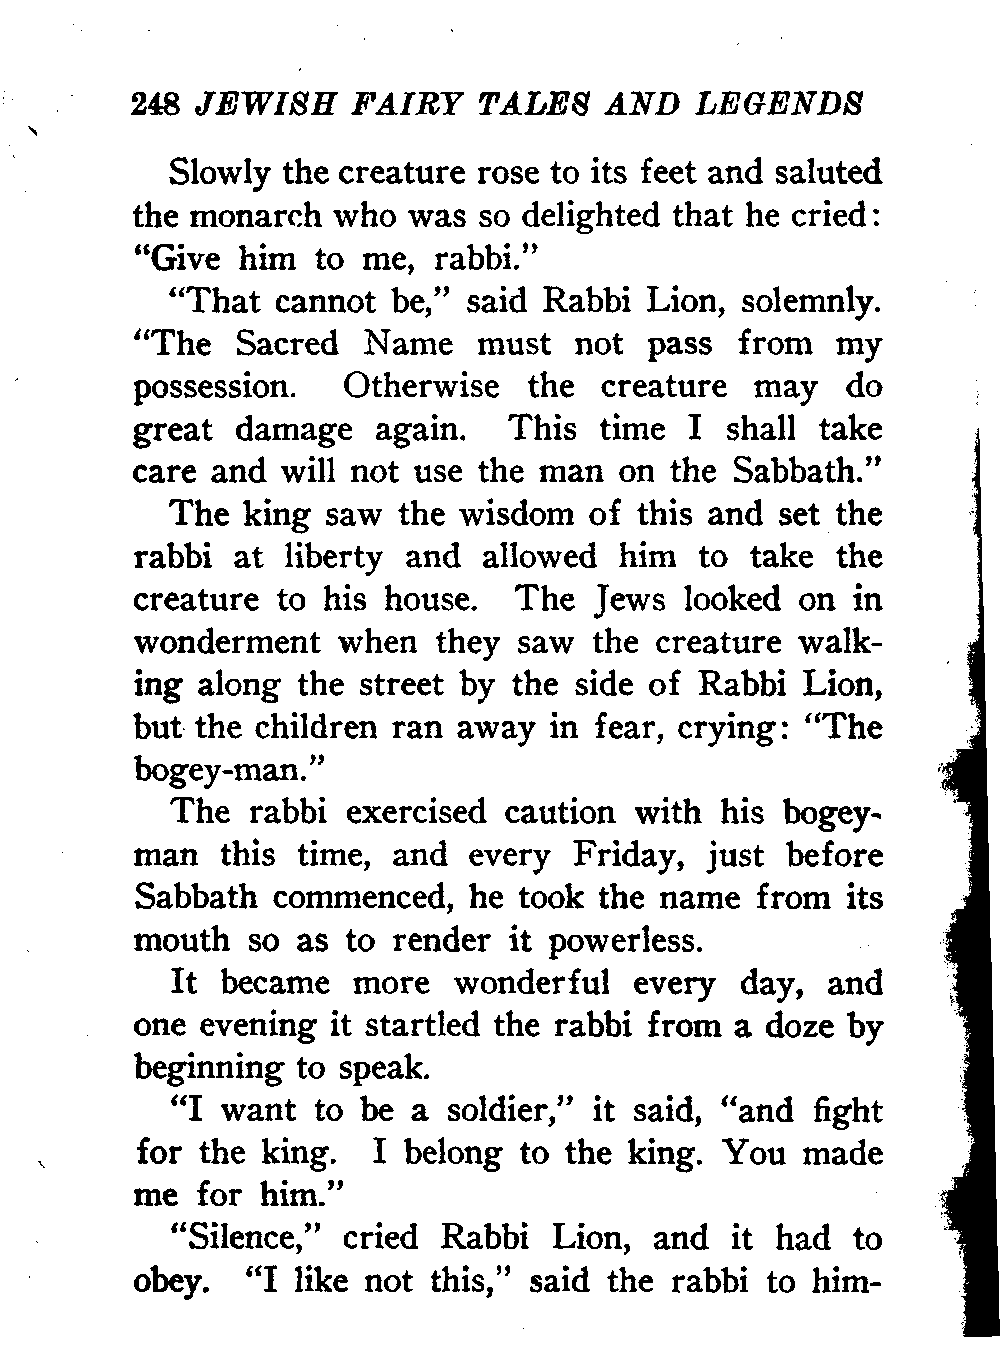 248 JEWISH FAIRY TALES AND LEGENDS
Slowly the creature rose to its feet and saluted
the monarch who was so delighted that he cried:
"Give him to me, rabbi."
"That cannot be," said Rabbi Lion, solemnly.
"The Sacred Name must not pass from my
possession. Otherwise the creature may do
great damage again. This time I shall take
care and will not use the man on the Sabbath."
The king saw the wisdom of this and set the
rabbi at liberty and allowed him to take the
creature to his house. The Jews looked on in
wonderment when they saw the creature walk-
ing along the street by the side of Rabbi Lion,
but the children ran away in fear, crying: "The
bogey-man."
The rabbi exercised caution with his bogey-
man this time, and every Friday, just before
Sabbath commenced, he took the name from its
mouth so as to render it powerless.
It became more wonderful every day, and
one evening it startled the rabbi from a doze by
beginning to speak.
"I want to be a soldier," it said, "and fight
for the king. I belong to the king. You made
me for him."
"Silence," cried Rabbi Lion, and it had to
obey. "I like not this," said the rabbi to him-